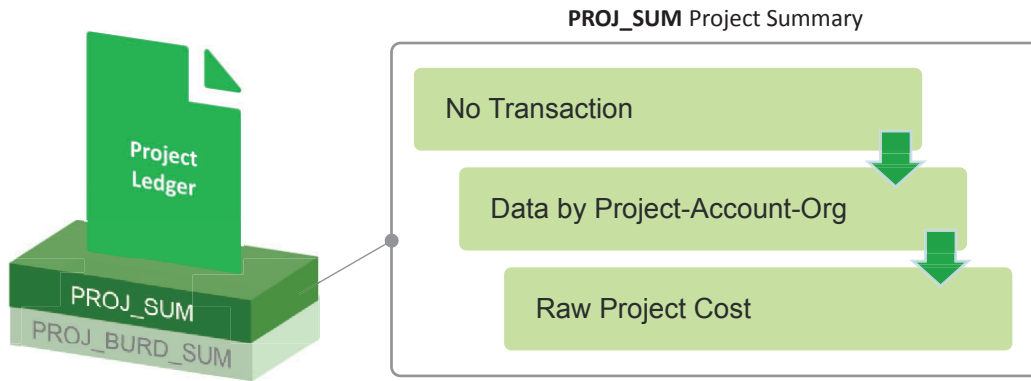 PROJ_SUM Project Summary
Project
Ledger
PROJ_SUM
PROJ_BURD_SUM
No Transaction
Data by Project-Account-Org
Raw Project Cost